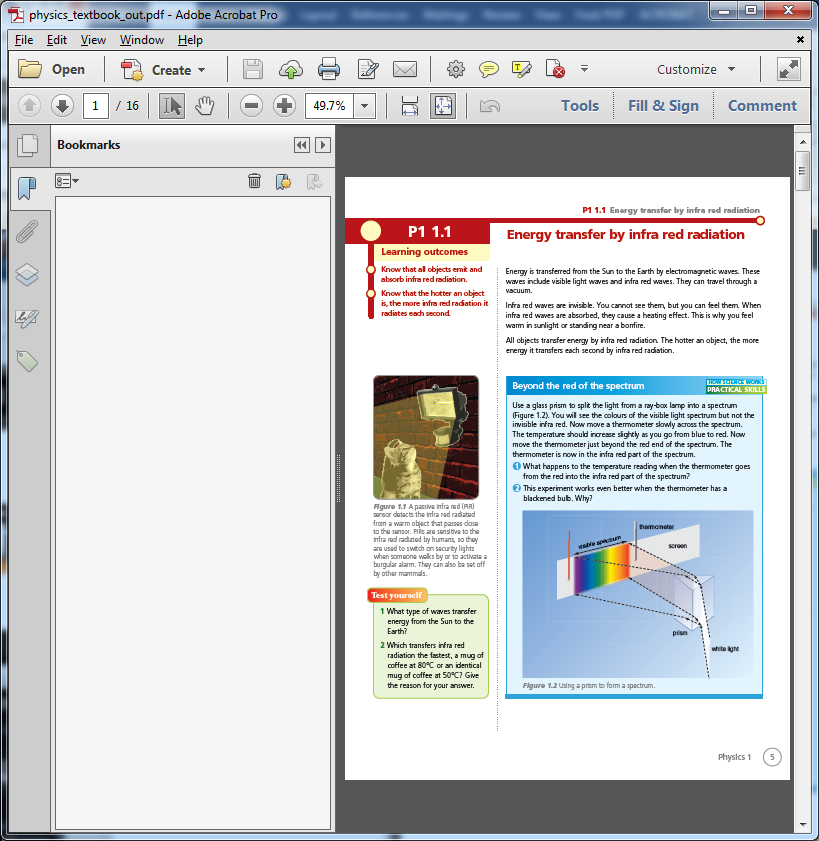 physics_textbook_out.pdf - Adobe Acrobat Pro
File Edit View Window Help
Open Create Customize
1 / 16 49.7% Tools Fill & Sign Comment
Bookmarks
P1 1.1 Energy transfer by infra red radiation
P1 1.1
Learning outcomes
Know that all objects emit and
absorb infra red radiation.
Know that the hotter an object
is, the more infra red radiation it
radiates each second.
Energy transfer by infra red radiation
Energy is transferred from the Sun to the Earth by electromagnetic waves. These
waves include visible light waves and infra red waves. They can travel through a
vacuum.
Infra red waves are invisible. You cannot see them, but you can feel them. When
infra red waves are absorbed, they cause a heating effect. This is why you feel
warm in sunlight or standing near a bonfire.
All objects transfer energy by infra red radiation. The hotter an object, the more
energy it transfers each second by infra red radiation.
Figure 1.1 A passive infra red (PIR)
sensor detects the infra red radiated
from a warm object that passes close
to the sensor. PIRs are sensitive to the
infra red radiated by humans, so they
are used to switch on security lights
when someone walks by or to activate a
burgular alarm. They can also be set off
by other mammals.
Test yourself
1 What type of waves transfer
energy from the Sun to the
Earth?
2 Which transfers infra red
radiation the fastest, a mug of
coffee at 80°C or an identical
mug of coffee at 50°C? Give
the reason for your answer.
Beyond the red of the spectrum
HOW SCIENCE WORKS
PRACTICAL SKILLS
Use a glass prism to split the light from a ray-box lamp into a spectrum
(Figure 1.2). You will see the colours of the visible light spectrum but not the
invisible infra red. Now move a thermometer slowly across the spectrum.
The temperature should increase slightly as you go from blue to red. Now
move the thermometer just beyond the red end of the spectrum. The
thermometer is now in the infra red part of the spectrum.
1 What happens to the temperature reading when the thermometer goes
from the red into the infra red part of the spectrum?
2 This experiment works even better when the thermometer has a
blackened bulb. Why?
thermometer
visible spectrum
screen
prism
white light
Figure 1.2 Using a prism to form a spectrum.
Physics 1 5